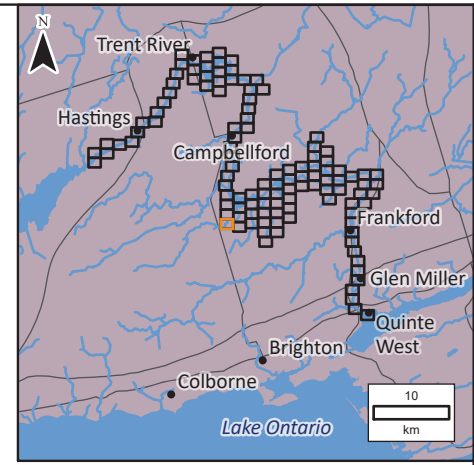 N
Trent River
Hastings
Campbellford
Frankford
Glen Miller
Quinte
West
Brighton
Colborne
10
km
Lake Ontario